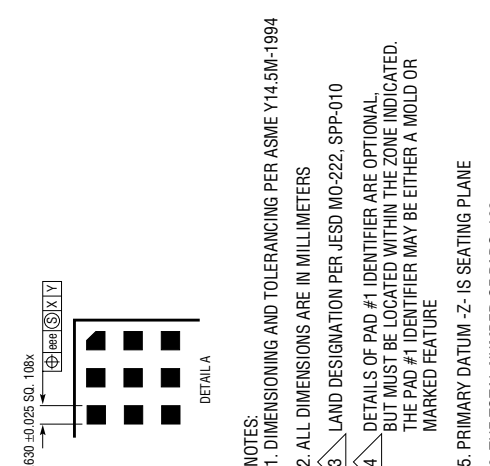 630 ±0.025 SQ. 108x
⌖ eee Ⓢ X Y
DETAIL A
NOTES:
1. DIMENSIONING AND TOLERANCING PER ASME Y14.5M-1994
2. ALL DIMENSIONS ARE IN MILLIMETERS
3 LAND DESIGNATION PER JESD MO-222, SPP-010
4 DETAILS OF PAD #1 IDENTIFIER ARE OPTIONAL,
BUT MUST BE LOCATED WITHIN THE ZONE INDICATED.
THE PAD #1 IDENTIFIER MAY BE EITHER A MOLD OR
MARKED FEATURE
5. PRIMARY DATUM -Z- IS SEATING PLANE